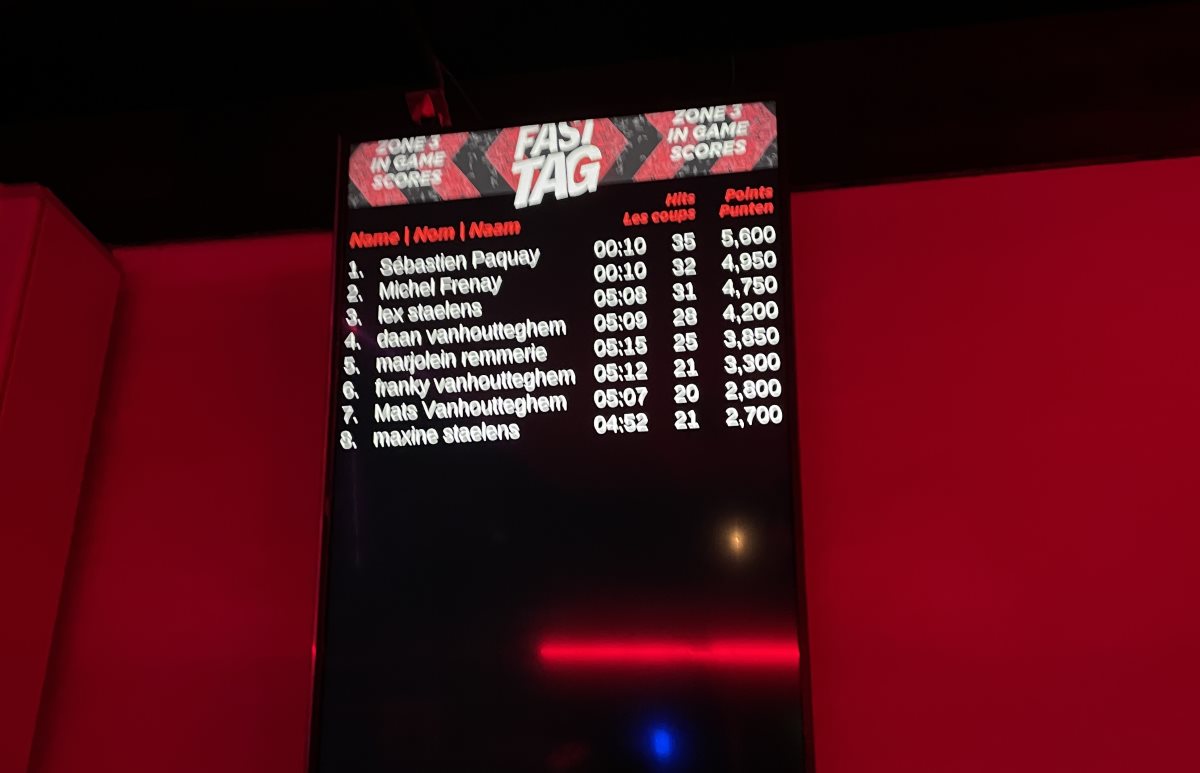 ZONE 3
IN GAME
SCORES
FAST
TAG
ZONE 3
IN GAME
SCORES
Name | Nom | Naam
Hits
Les coups
Points
Punten
1. Sébastien Paquay 00:10 35 5,600
2. Michel Frenay 00:10 32 4,950
3. lex staelens 05:08 31 4,750
4. daan vanhoutteghem 05:09 28 4,200
5. marjolein remmerie 05:15 25 3,850
6. franky vanhoutteghem 05:12 21 3,300
7. Mats Vanhoutteghem 05:07 20 2,800
8. maxine staelens 04:52 21 2,700